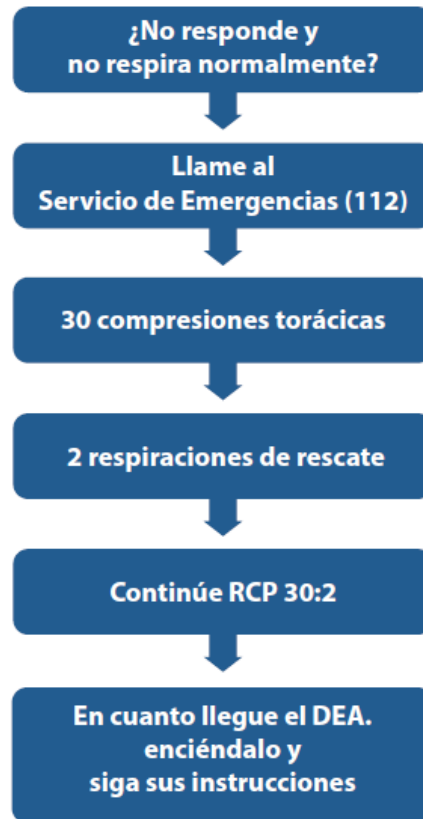 ¿No responde y
no respira normalmente?
Llame al
Servicio de Emergencias (112)
30 compresiones torácicas
2 respiraciones de rescate
Continúe RCP 30:2
En cuanto llegue el DEA.
enciéndalo y
siga sus instrucciones